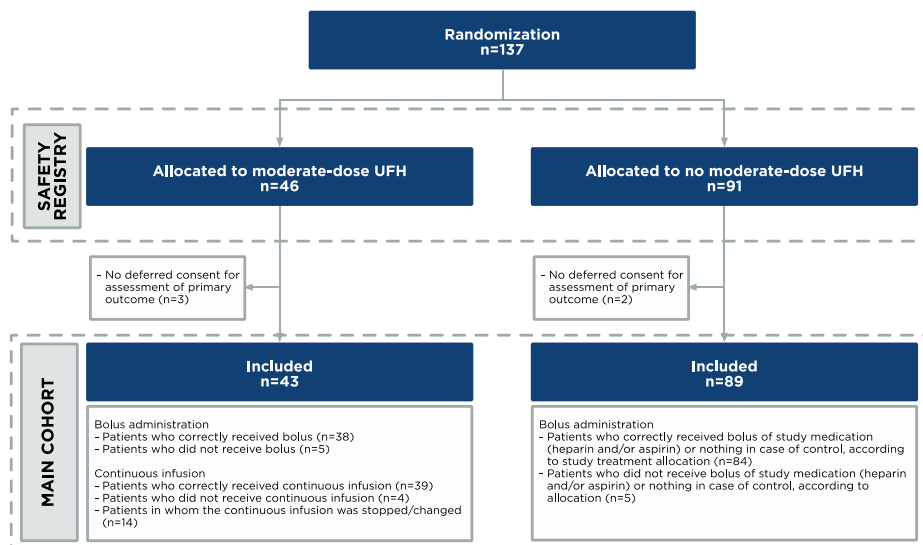 Randomization
n=137
SAFETY
REGISTRY
Allocated to moderate-dose UFH
n=46
Allocated to no moderate-dose UFH
n=91
– No deferred consent for
assessment of primary
outcome (n=3)
– No deferred consent for
assessment of primary
outcome (n=2)
MAIN COHORT
Included
n=43
Bolus administration
– Patients who correctly received bolus (n=38)
– Patients who did not receive bolus (n=5)
Continuous infusion
– Patients who correctly received continuous infusion (n=39)
– Patients who did not receive continuous infusion (n=4)
– Patients in whom the continuous infusion was stopped/changed
(n=14)
Included
n=89
Bolus administration
– Patients who correctly received bolus of study medication
(heparin and/or aspirin) or nothing in case of control, according
to study treatment allocation (n=84)
– Patients who did not receive bolus of study medication (heparin
and/or aspirin) or nothing in case of control, according to
allocation (n=5)